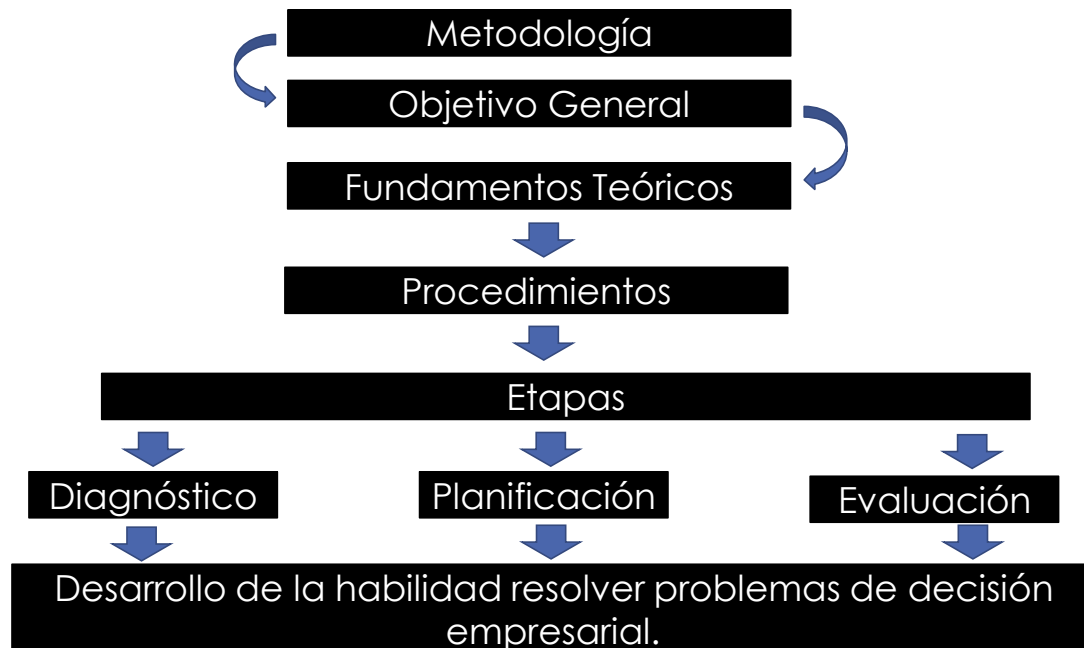 Metodología
Objetivo General
Fundamentos Teóricos
Procedimientos
Etapas
Diagnóstico
Planificación
Evaluación
Desarrollo de la habilidad resolver problemas de decisión
empresarial.